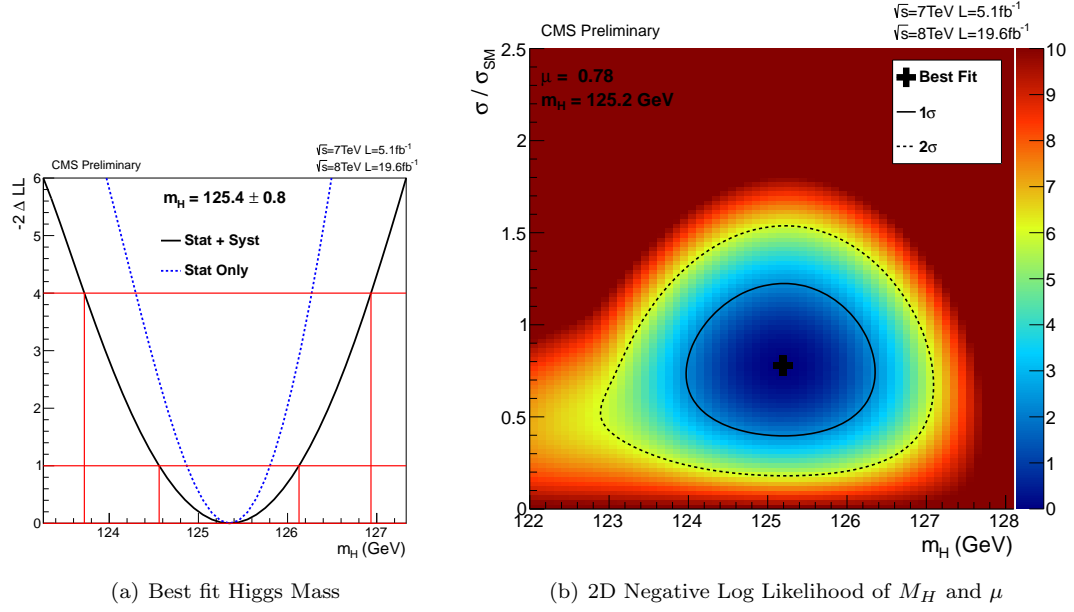 CMS Preliminary
√s=7TeV L=5.1fb⁻¹
√s=8TeV L=19.6fb⁻¹
-2 Δ LL
6
5
4
3
2
1
0
m_H = 125.4 ± 0.8
Stat + Syst
Stat Only
124 125 126 127
m_H (GeV)
(a) Best fit Higgs Mass
CMS Preliminary
√s=7TeV L=5.1fb⁻¹
√s=8TeV L=19.6fb⁻¹
σ / σ_SM
2.5
2
1.5
1
0.5
0
μ = 0.78
m_H = 125.2 GeV
Best Fit
1σ
2σ
122 123 124 125 126 127 128
m_H (GeV)
10
9
8
7
6
5
4
3
2
1
0
(b) 2D Negative Log Likelihood of M_H and μ